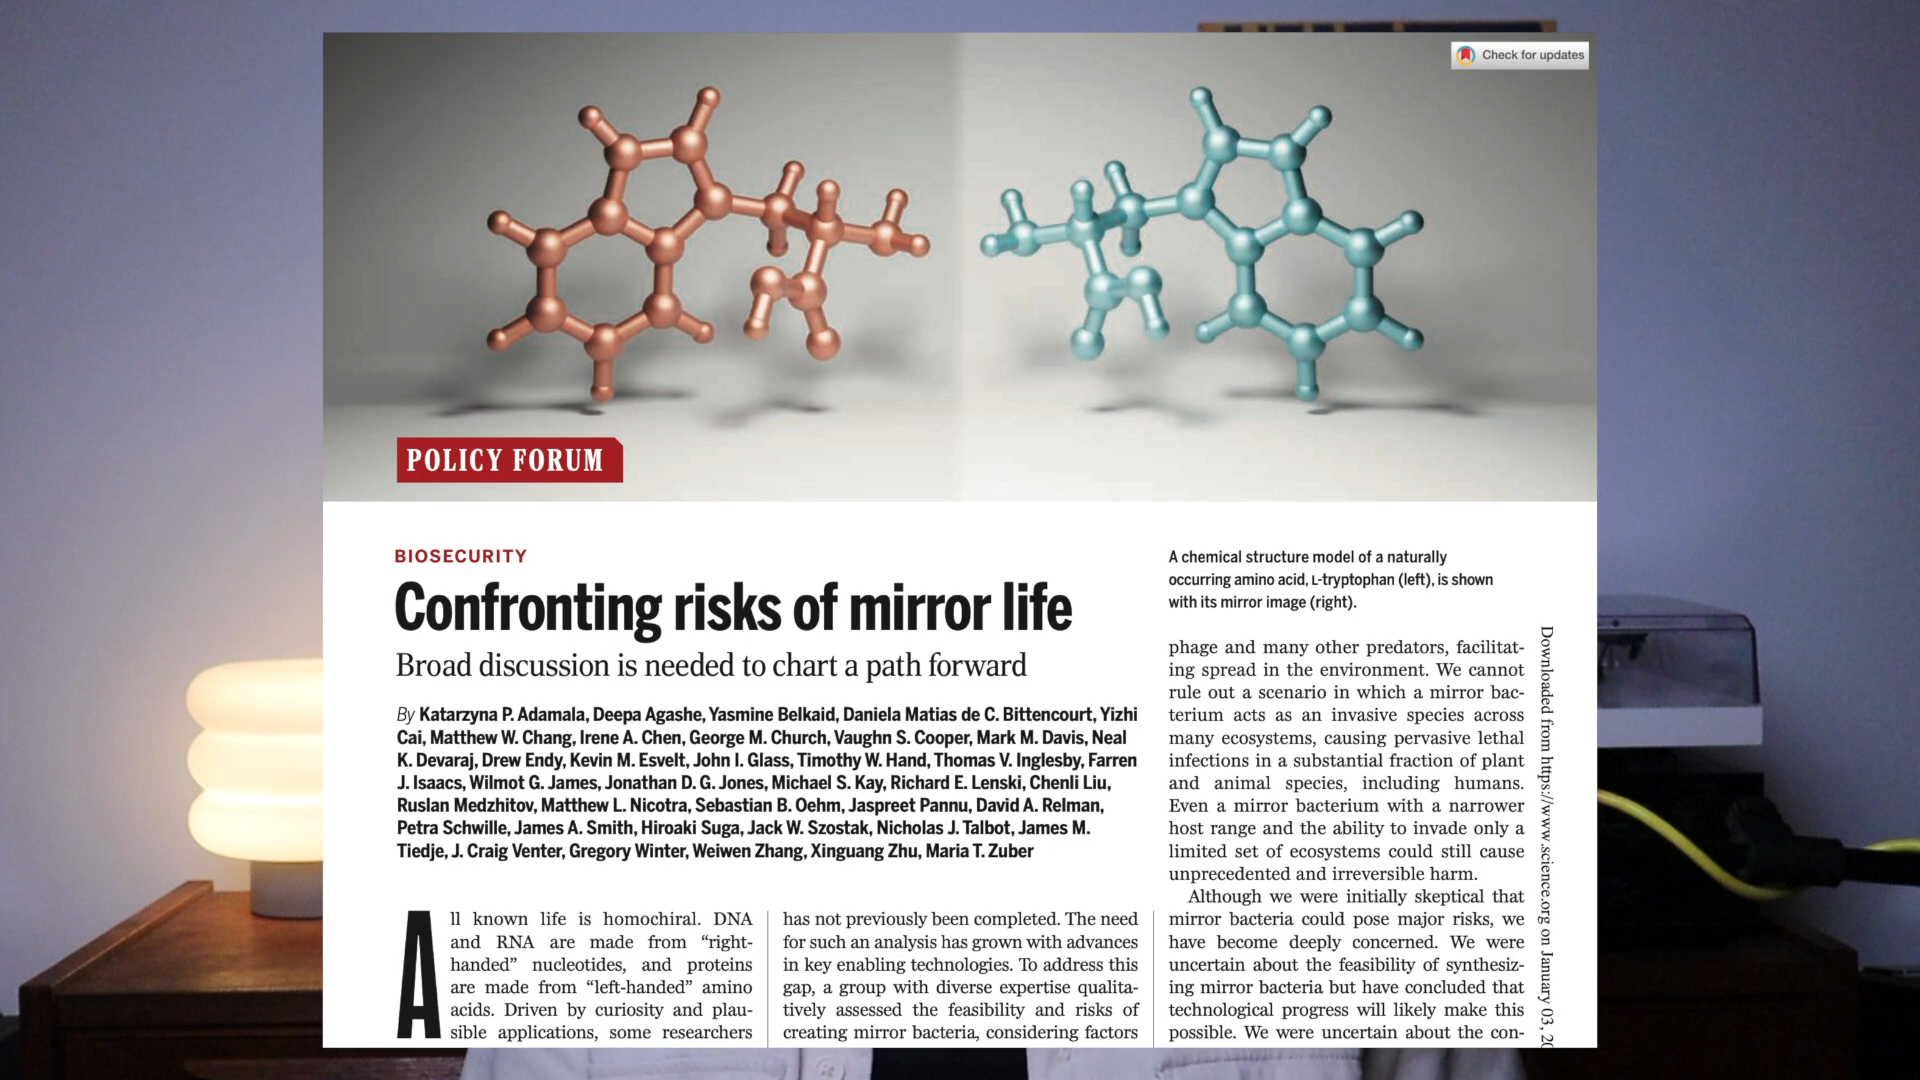 Check for updates
POLICY FORUM
BIOSECURITY
Confronting risks of mirror life
Broad discussion is needed to chart a path forward
By Katarzyna P. Adamala, Deepa Agashe, Yasmine Belkaid, Daniela Matias de C. Bittencourt, Yizhi
Cai, Matthew W. Chang, Irene A. Chen, George M. Church, Vaughn S. Cooper, Mark M. Davis, Neal
K. Devaraj, Drew Endy, Kevin M. Esvelt, John I. Glass, Timothy W. Hand, Thomas V. Inglesby, Farren
J. Isaacs, Wilmot G. James, Jonathan D. G. Jones, Michael S. Kay, Richard E. Lenski, Chenli Liu,
Ruslan Medzhitov, Matthew L. Nicotra, Sebastian B. Oehm, Jaspreet Pannu, David A. Relman,
Petra Schwille, James A. Smith, Hiroaki Suga, Jack W. Szostak, Nicholas J. Talbot, James M.
Tiedje, J. Craig Venter, Gregory Winter, Weiwen Zhang, Xinguang Zhu, Maria T. Zuber
All known life is homochiral. DNA
and RNA are made from “right-
handed” nucleotides, and proteins
are made from “left-handed” amino
acids. Driven by curiosity and plau-
sible applications, some researchers
has not previously been completed. The need
for such an analysis has grown with advances
in key enabling technologies. To address this
gap, a group with diverse expertise qualita-
tively assessed the feasibility and risks of
creating mirror bacteria, considering factors
A chemical structure model of a naturally
occurring amino acid, L-tryptophan (left), is shown
with its mirror image (right).
phage and many other predators, facilitat-
ing spread in the environment. We cannot
rule out a scenario in which a mirror bac-
terium acts as an invasive species across
many ecosystems, causing pervasive lethal
infections in a substantial fraction of plant
and animal species, including humans.
Even a mirror bacterium with a narrower
host range and the ability to invade only a
limited set of ecosystems could still cause
unprecedented and irreversible harm.
Although we were initially skeptical that
mirror bacteria could pose major risks, we
have become deeply concerned. We were
uncertain about the feasibility of synthesiz-
ing mirror bacteria but have concluded that
technological progress will likely make this
possible. We were uncertain about the con-
Downloaded from https://www.science.org on January 03, 20